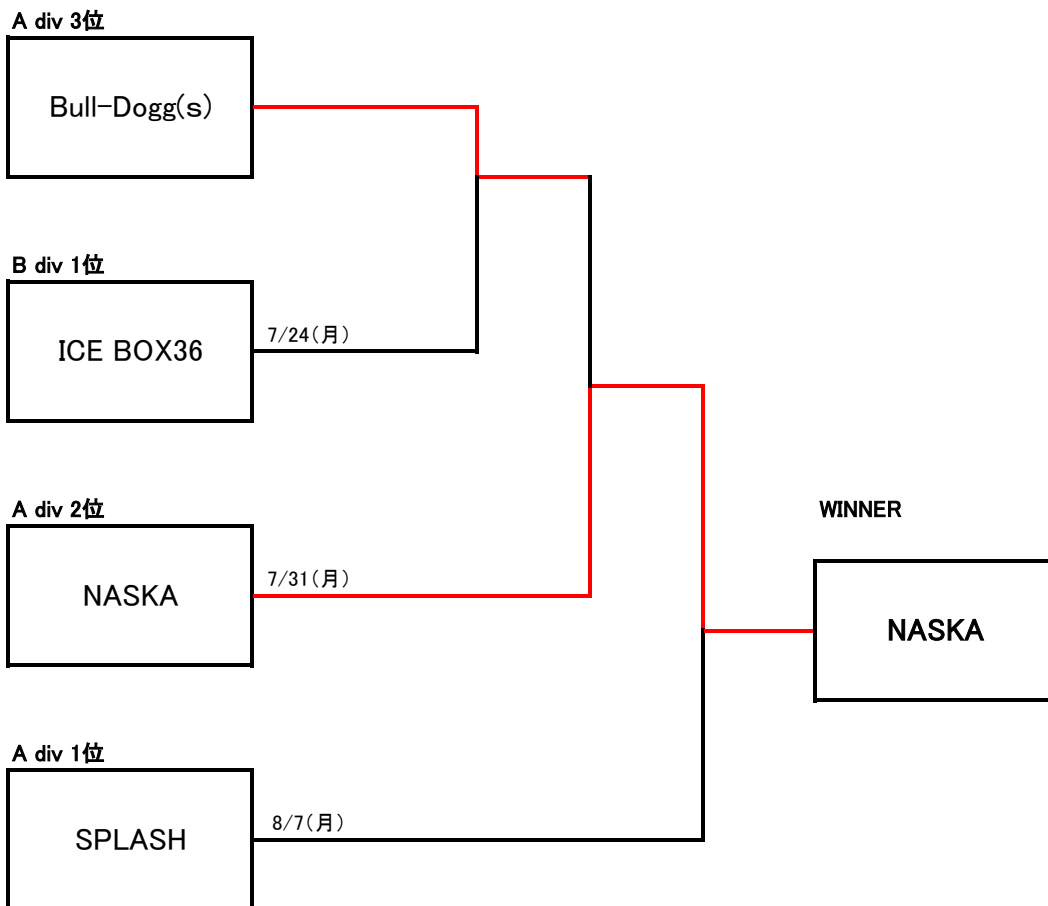 A div 3位
Bull-Dogg(s)
B div 1位
ICE BOX36
7/24(月)
A div 2位
NASKA
7/31(月)
WINNER
NASKA
A div 1位
SPLASH
8/7(月)